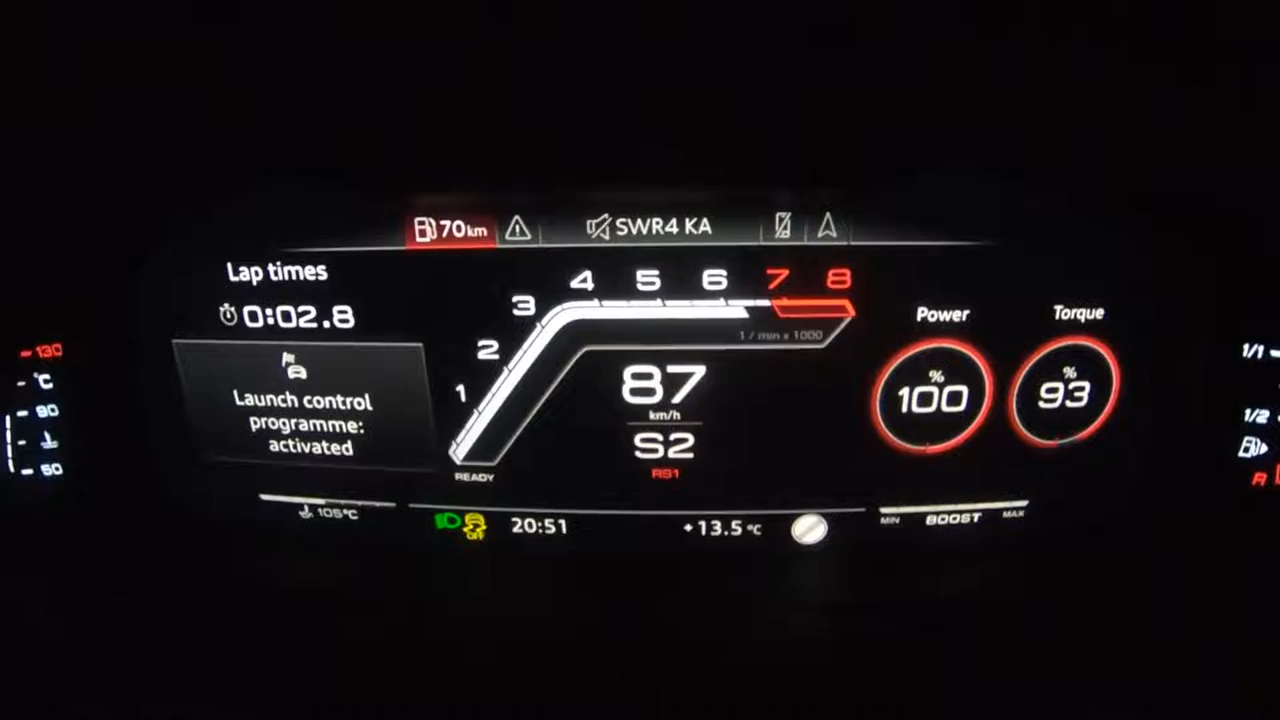 70km
SWR4 KA
Lap times
0:02.8
Launch control
programme:
activated
1 2 3 4 5 6 7 8
1 / min x 1000
READY
87
km/h
S2
RS1
Power
%
100
Torque
%
93
130
°C
90
50
1/1
1/2
R
105°C
OFF
20:51
+13.5 °C
MIN BOOST MAX